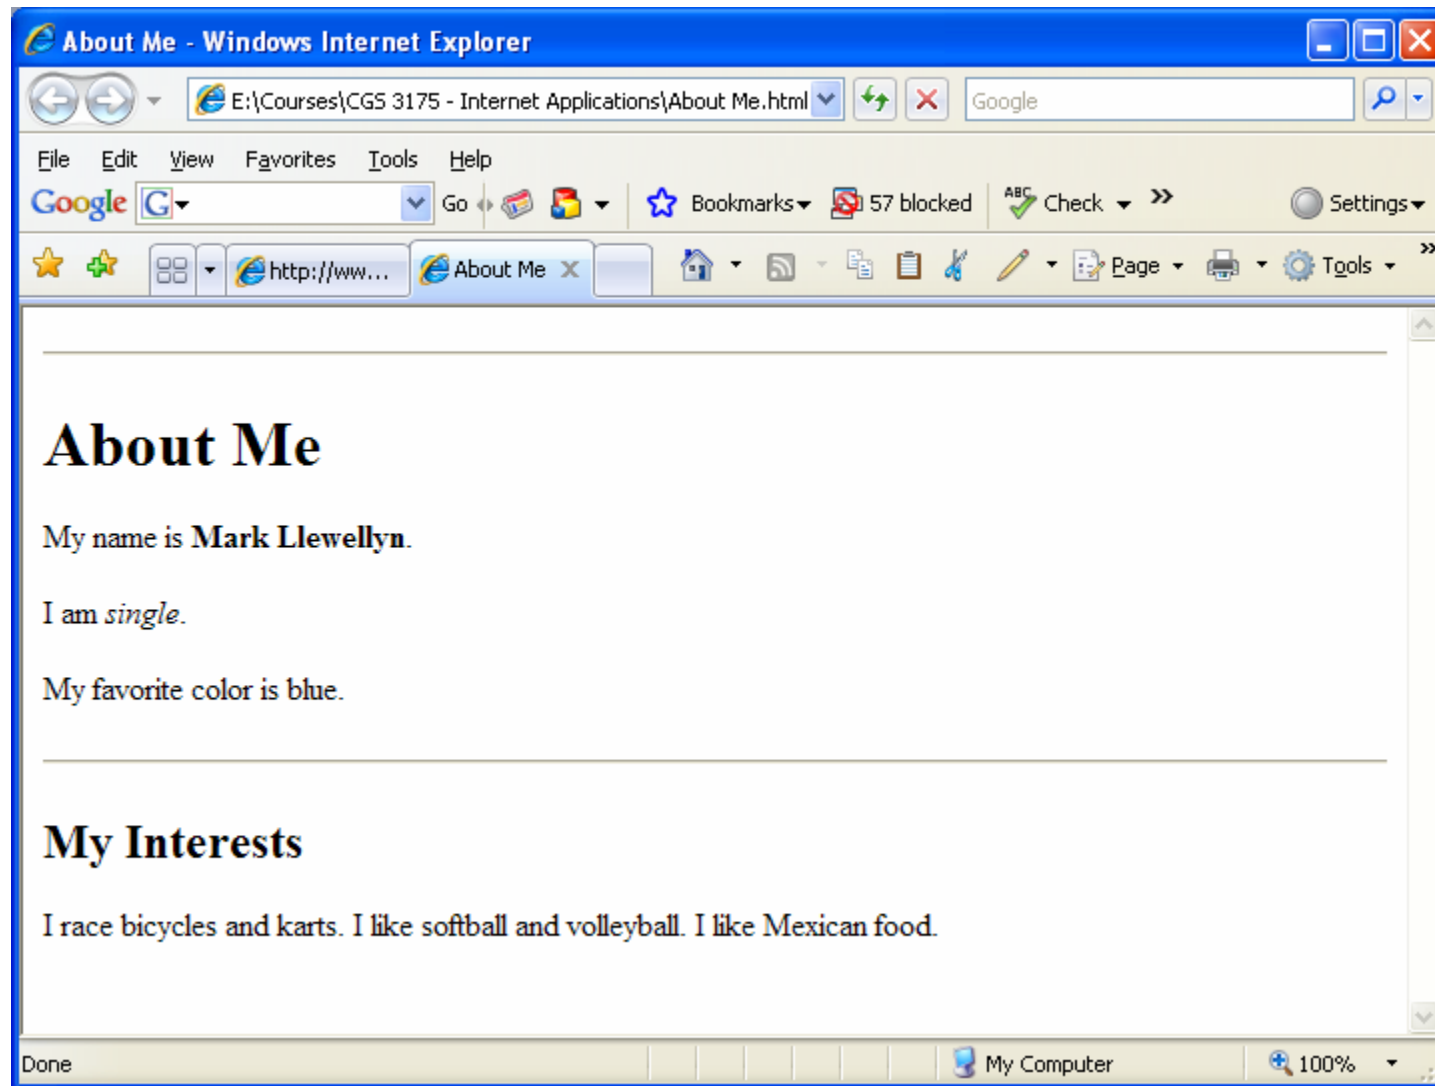 About Me - Windows Internet Explorer
E:\Courses\CGS 3175 - Internet Applications\About Me.html Google
File Edit View Favorites Tools Help
Google G Go Bookmarks 57 blocked ABC Check » Settings
http://ww... About Me X Page Tools »
About Me
My name is Mark Llewellyn.
I am single.
My favorite color is blue.
My Interests
I race bicycles and karts. I like softball and volleyball. I like Mexican food.
Done My Computer 100%